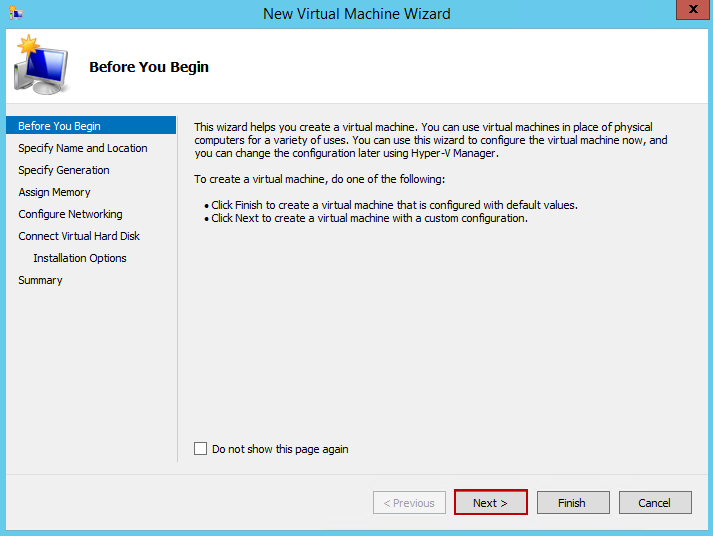 New Virtual Machine Wizard
x
Before You Begin
Before You Begin
Specify Name and Location
Specify Generation
Assign Memory
Configure Networking
Connect Virtual Hard Disk
Installation Options
Summary
This wizard helps you create a virtual machine. You can use virtual machines in place of physical
computers for a variety of uses. You can use this wizard to configure the virtual machine now, and
you can change the configuration later using Hyper-V Manager.
To create a virtual machine, do one of the following:
• Click Finish to create a virtual machine that is configured with default values.
• Click Next to create a virtual machine with a custom configuration.
Do not show this page again
< Previous
Next >
Finish
Cancel